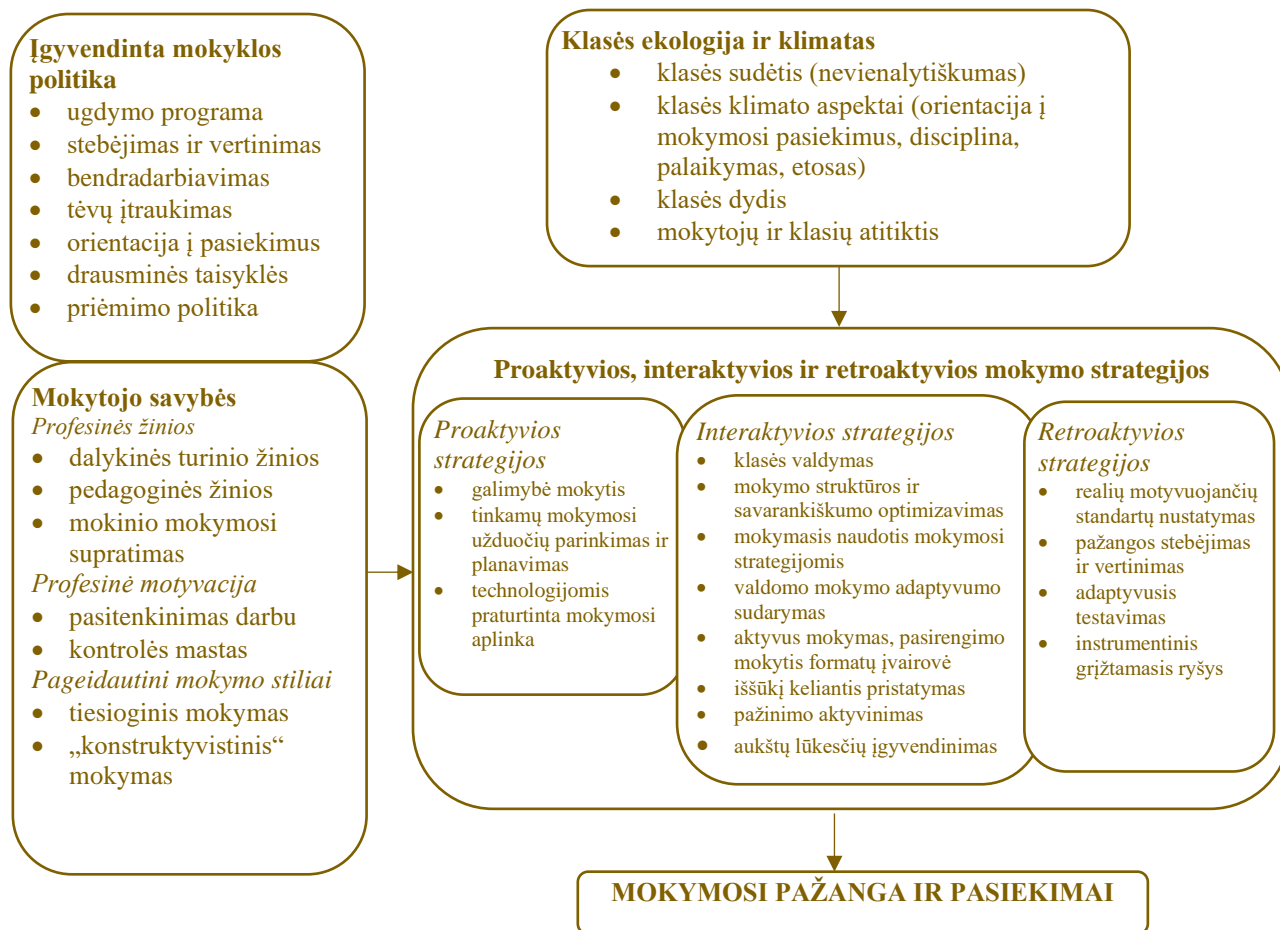 Įgyvendinta mokyklos
politika
• ugdymo programa
• stebėjimas ir vertinimas
• bendradarbiavimas
• tėvų įtraukimas
• orientacija į pasiekimus
• drausminės taisyklės
• priėmimo politika
Klasės ekologija ir klimatas
• klasės sudėtis (nevienalytiškumas)
• klasės klimato aspektai (orientacija į
mokymosi pasiekimus, disciplina,
palaikymas, etosas)
• klasės dydis
• mokytojų ir klasių atitiktis
Mokytojo savybės
Profesinės žinios
• dalykinės turinio žinios
• pedagoginės žinios
• mokinio mokymosi
supratimas
Profesinė motyvacija
• pasitenkinimas darbu
• kontrolės mastas
Pageidautini mokymo stiliai
• tiesioginis mokymas
• „konstruktyvistinis“
mokymas
Proaktyvios, interaktyvios ir retroaktyvios mokymo strategijos
Proaktyvios
strategijos
• galimybė mokytis
• tinkamų mokymosi
užduočių parinkimas ir
planavimas
• technologijomis
praturtinta mokymosi
aplinka
Interaktyvios strategijos
• klasės valdymas
• mokymo struktūros ir
savarankiškumo optimizavimas
• mokymasis naudotis mokymosi
strategijomis
• valdomo mokymo adaptyvumo
sudarymas
• aktyvus mokymas, pasirengimo
mokytis formatų įvairovė
• iššūkį keliantis pristatymas
• pažinimo aktyvinimas
• aukštų lūkesčių įgyvendinimas
Retroaktyvios
strategijos
• realių motyvuojančių
standartų nustatymas
• pažangos stebėjimas
ir vertinimas
• adaptyvusis
testavimas
• instrumentinis
grįžtamasis ryšys
MOKYMOSI PAŽANGA IR PASIEKIMAI